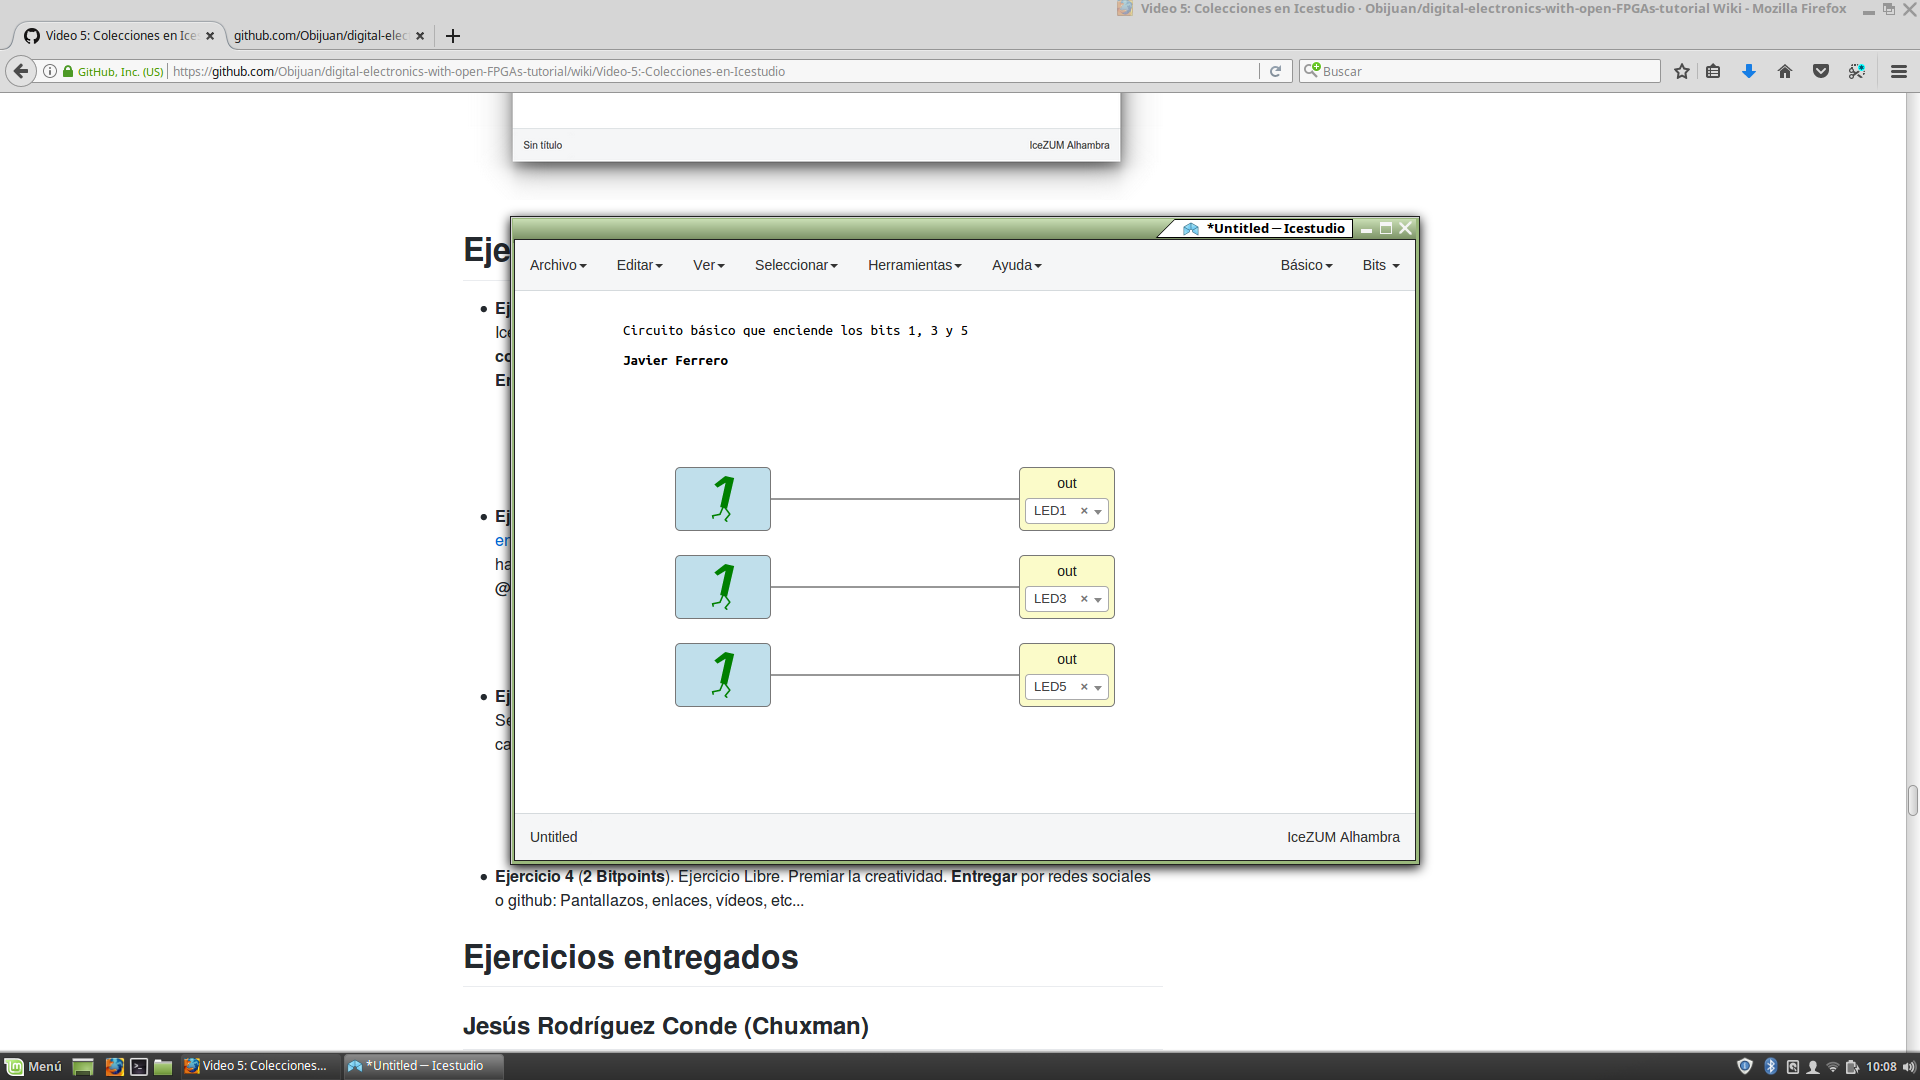 Video 5: Colecciones en Icestudio · Obijuan/digital-electronics-with-open-FPGAs-tutorial Wiki - Mozilla Firefox
Video 5: Colecciones en Ice
github.com/Obijuan/digital-elec
GitHub, Inc. (US)
https://github.com/Obijuan/digital-electronics-with-open-FPGAs-tutorial/wiki/Video-5:-Colecciones-en-Icestudio
Buscar
Sin título
IceZUM Alhambra
*Untitled — Icestudio
Archivo Editar Ver Seleccionar Herramientas Ayuda Básico Bits
Circuito básico que enciende los bits 1, 3 y 5
Javier Ferrero
1
out
LED1
1
out
LED3
1
out
LED5
Untitled
IceZUM Alhambra
Eje
Ej
Ice
co
En
Ej
en
ha
@
Ej
Se
ca
Ejercicio 4 (2 Bitpoints). Ejercicio Libre. Premiar la creatividad. Entregar por redes sociales
o github: Pantallazos, enlaces, vídeos, etc...
Ejercicios entregados
Jesús Rodríguez Conde (Chuxman)
Menú
Video 5: Colecciones...
*Untitled — Icestudio
10:08